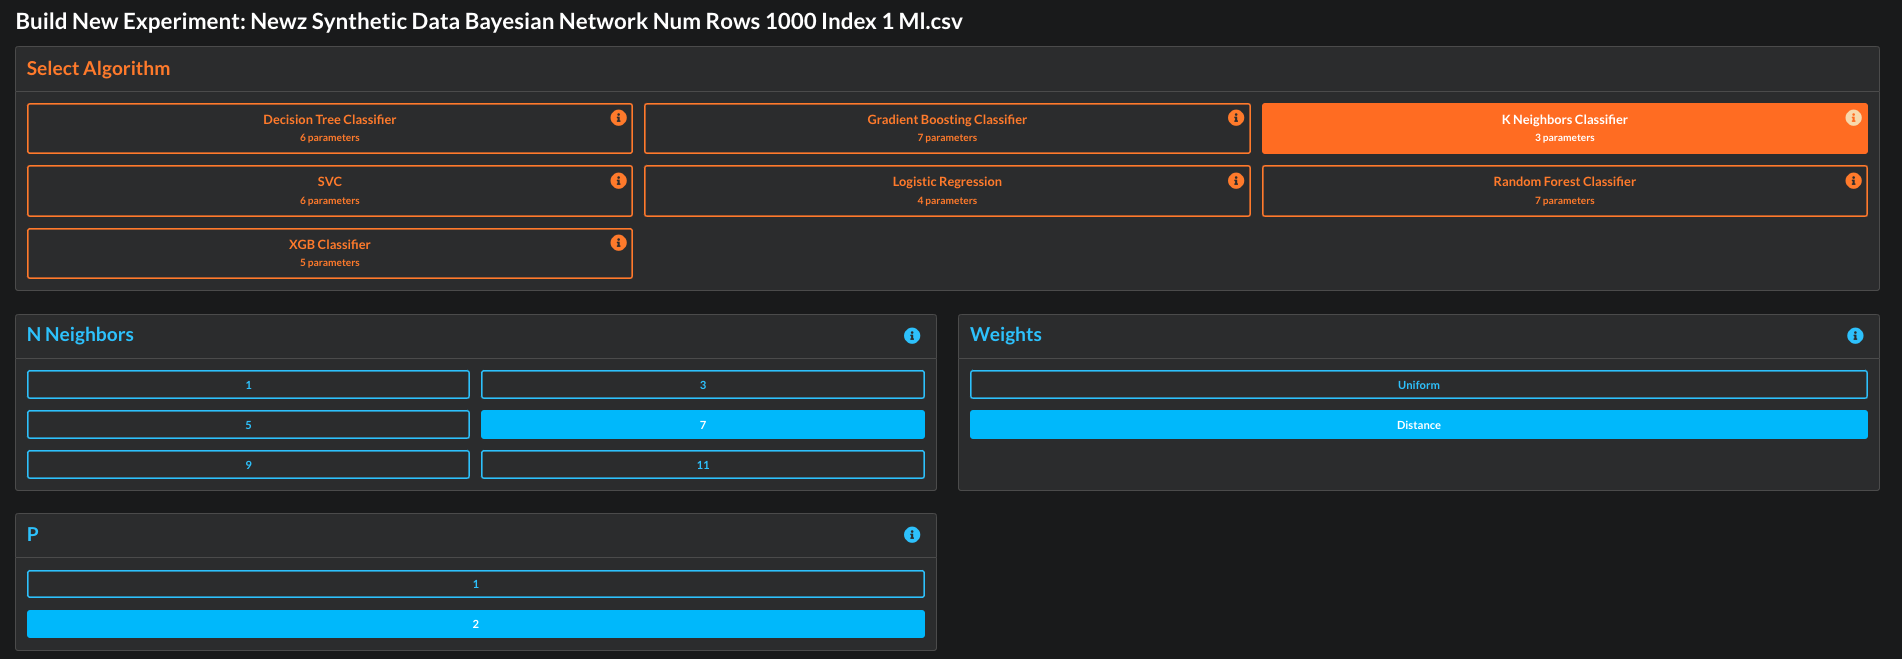 Build New Experiment: Newz Synthetic Data Bayesian Network Num Rows 1000 Index 1 Ml.csv
Select Algorithm
Decision Tree Classifier
6 parameters
Gradient Boosting Classifier
7 parameters
K Neighbors Classifier
3 parameters
SVC
6 parameters
Logistic Regression
4 parameters
Random Forest Classifier
7 parameters
XGB Classifier
5 parameters
N Neighbors
1
3
5
7
9
11
Weights
Uniform
Distance
P
1
2